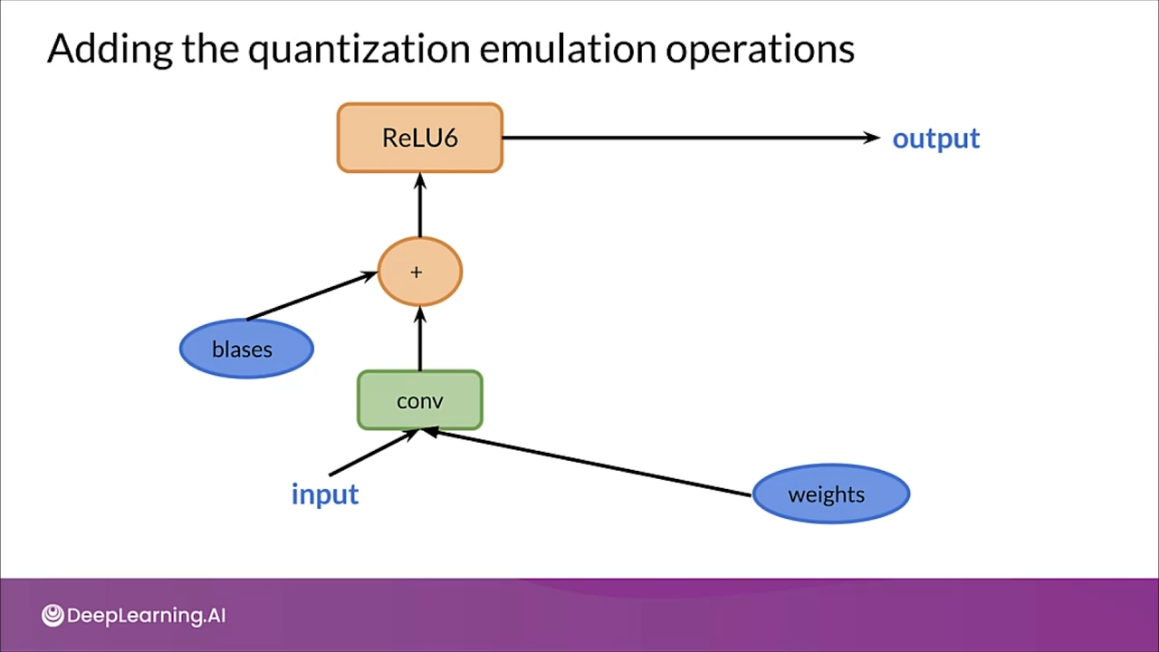 Adding the quantization emulation operations
ReLU6
output
+
blases
conv
input
weights
DeepLearning.AI